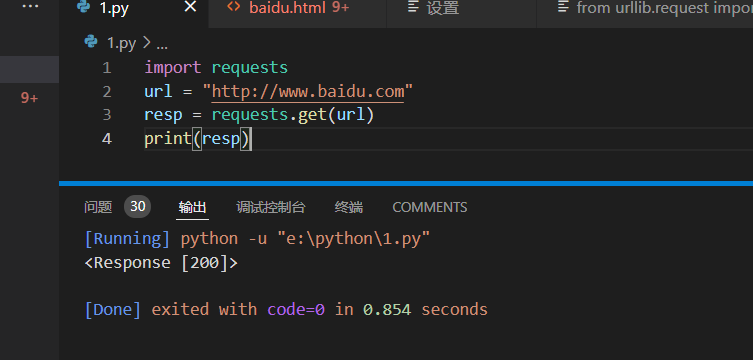 1.py baidu.html 9+ 设置 from urllib.request impor
1.py > ...
9+
1 import requests
2 url = "http://www.baidu.com"
3 resp = requests.get(url)
4 print(resp)
问题 30 输出 调试控制台 终端 COMMENTS
[Running] python -u "e:\python\1.py"
<Response [200]>
[Done] exited with code=0 in 0.854 seconds